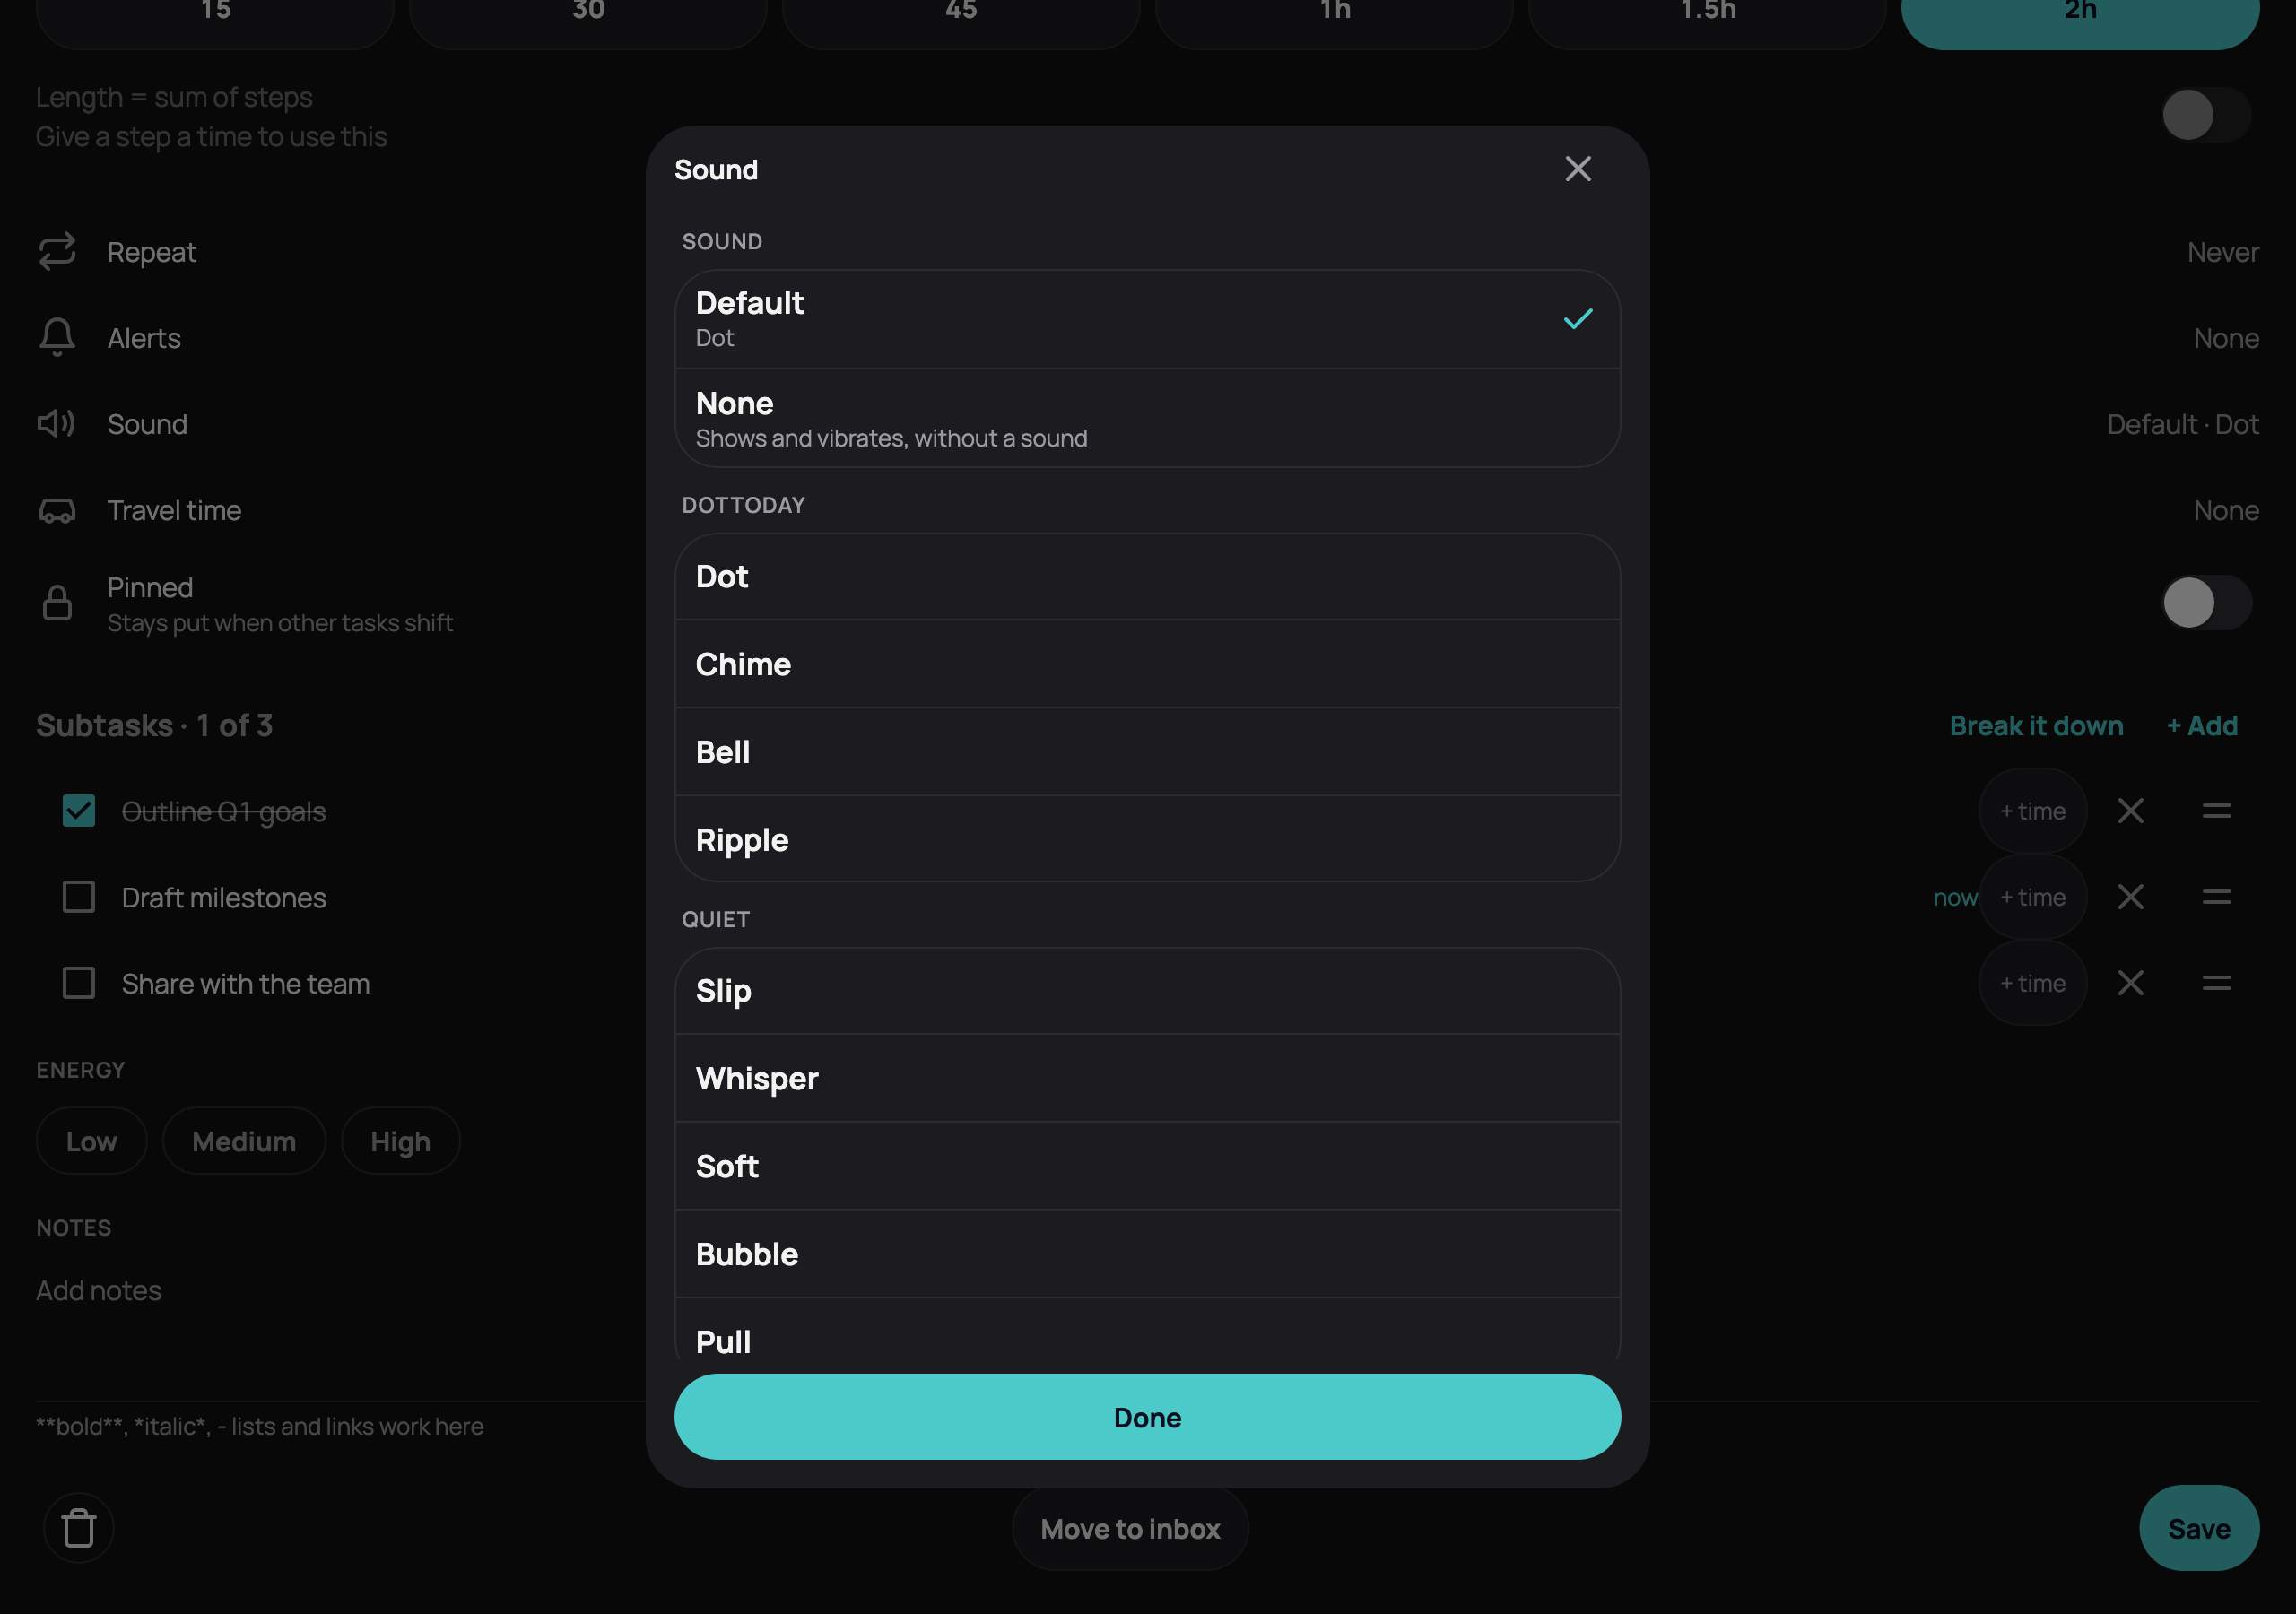 15 30 45 1h 1.5h 2h
Length = sum of steps
Give a step a time to use this
Repeat Never
Alerts None
Sound Default · Dot
Travel time None
Pinned
Stays put when other tasks shift
Subtasks · 1 of 3 Break it down + Add
Outline Q1 goals + time
Draft milestones now + time
Share with the team + time
ENERGY
Low Medium High
NOTES
Add notes
**bold**, *italic*, - lists and links work here
Move to inbox Save
Sound
SOUND
Default
Dot
None
Shows and vibrates, without a sound
DOTTODAY
Dot
Chime
Bell
Ripple
QUIET
Slip
Whisper
Soft
Bubble
Pull
Done